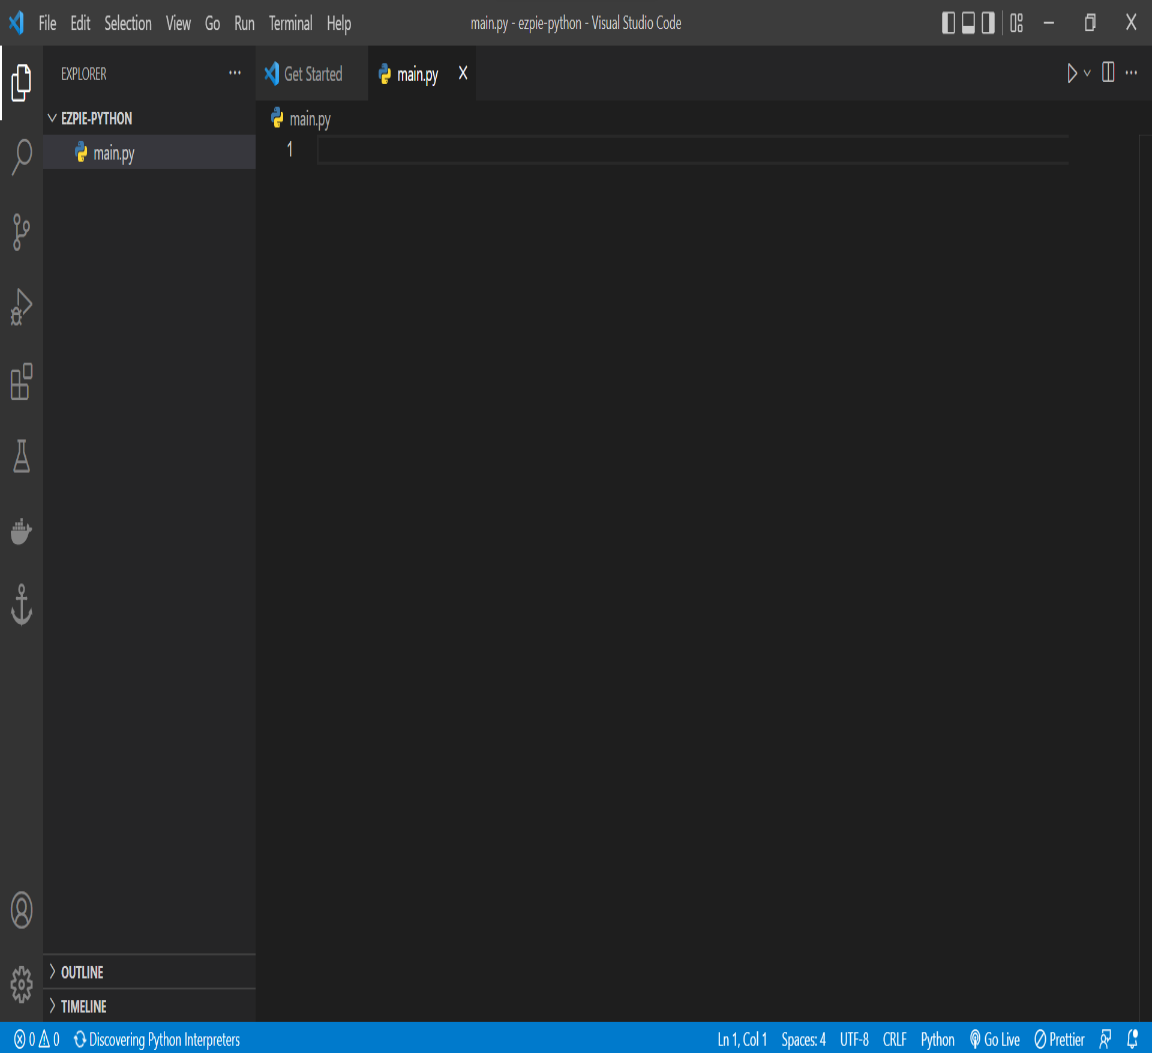 File Edit Selection View Go Run Terminal Help main.py - ezpie-python - Visual Studio Code
EXPLORER
Get Started
main.py
EZPIE-PYTHON
main.py
main.py
1
OUTLINE
TIMELINE
0 0 Discovering Python Interpreters
Ln 1, Col 1 Spaces: 4 UTF-8 CRLF Python Go Live Prettier